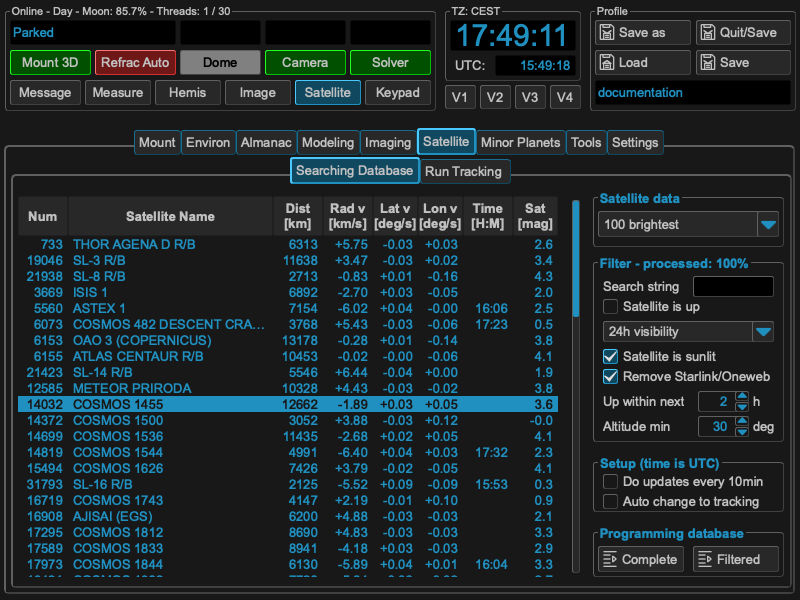 Online - Day - Moon: 85.7% - Threads: 1 / 30
Parked
Mount 3D Refrac Auto Dome Camera Solver
Message Measure Hemis Image Satellite Keypad
TZ: CEST
17:49:11
UTC: 15:49:18
V1 V2 V3 V4
Profile
Save as Quit/Save
Load Save
documentation
Mount Environ Almanac Modeling Imaging Satellite Minor Planets Tools Settings
Searching Database Run Tracking
Num Satellite Name Dist [km] Rad v [km/s] Lat v [deg/s] Lon v [deg/s] Time [H:M] Sat [mag]
733 THOR AGENA D R/B 6313 +5.75 -0.03 +0.03 2.6
19046 SL-3 R/B 11638 +3.47 -0.03 +0.02 3.4
21938 SL-8 R/B 2713 -0.83 +0.01 -0.16 4.3
3669 ISIS 1 6892 -2.70 +0.03 -0.05 2.0
5560 ASTEX 1 7154 -6.02 +0.04 -0.00 16:06 2.5
6073 COSMOS 482 DESCENT CRA... 3768 +5.43 -0.03 -0.06 17:23 0.5
6153 OAO 3 (COPERNICUS) 13178 -0.28 +0.01 -0.14 3.8
6155 ATLAS CENTAUR R/B 10453 -0.02 -0.00 -0.06 4.1
21423 SL-14 R/B 5546 +6.44 -0.04 +0.00 1.9
12585 METEOR PRIRODA 10328 +4.43 -0.03 -0.02 3.8
14032 COSMOS 1455 12662 -1.89 +0.03 +0.05 3.6
14372 COSMOS 1500 3052 +3.88 -0.03 +0.12 -0.0
14699 COSMOS 1536 11435 -2.68 +0.02 +0.05 4.1
14819 COSMOS 1544 4991 -6.40 +0.04 +0.03 17:32 2.3
15494 COSMOS 1626 7426 +3.79 -0.02 -0.05 4.1
31793 SL-16 R/B 2125 -5.52 +0.09 -0.09 15:53 0.3
16719 COSMOS 1743 4147 +2.19 -0.01 +0.10 0.9
16908 AJISAI (EGS) 6200 +4.88 -0.03 -0.03 2.1
17295 COSMOS 1812 8690 +4.83 -0.03 -0.03 3.3
17589 COSMOS 1833 8941 -4.18 +0.03 -0.04 2.9
17973 COSMOS 1844 6130 -5.89 +0.04 +0.01 16:04 3.3
Satellite data
100 brightest
Filter - processed: 100%
Search string
Satellite is up
24h visibility
Satellite is sunlit
Remove Starlink/Oneweb
Up within next 2 h
Altitude min 30 deg
Setup (time is UTC)
Do updates every 10min
Auto change to tracking
Programming database
Complete Filtered